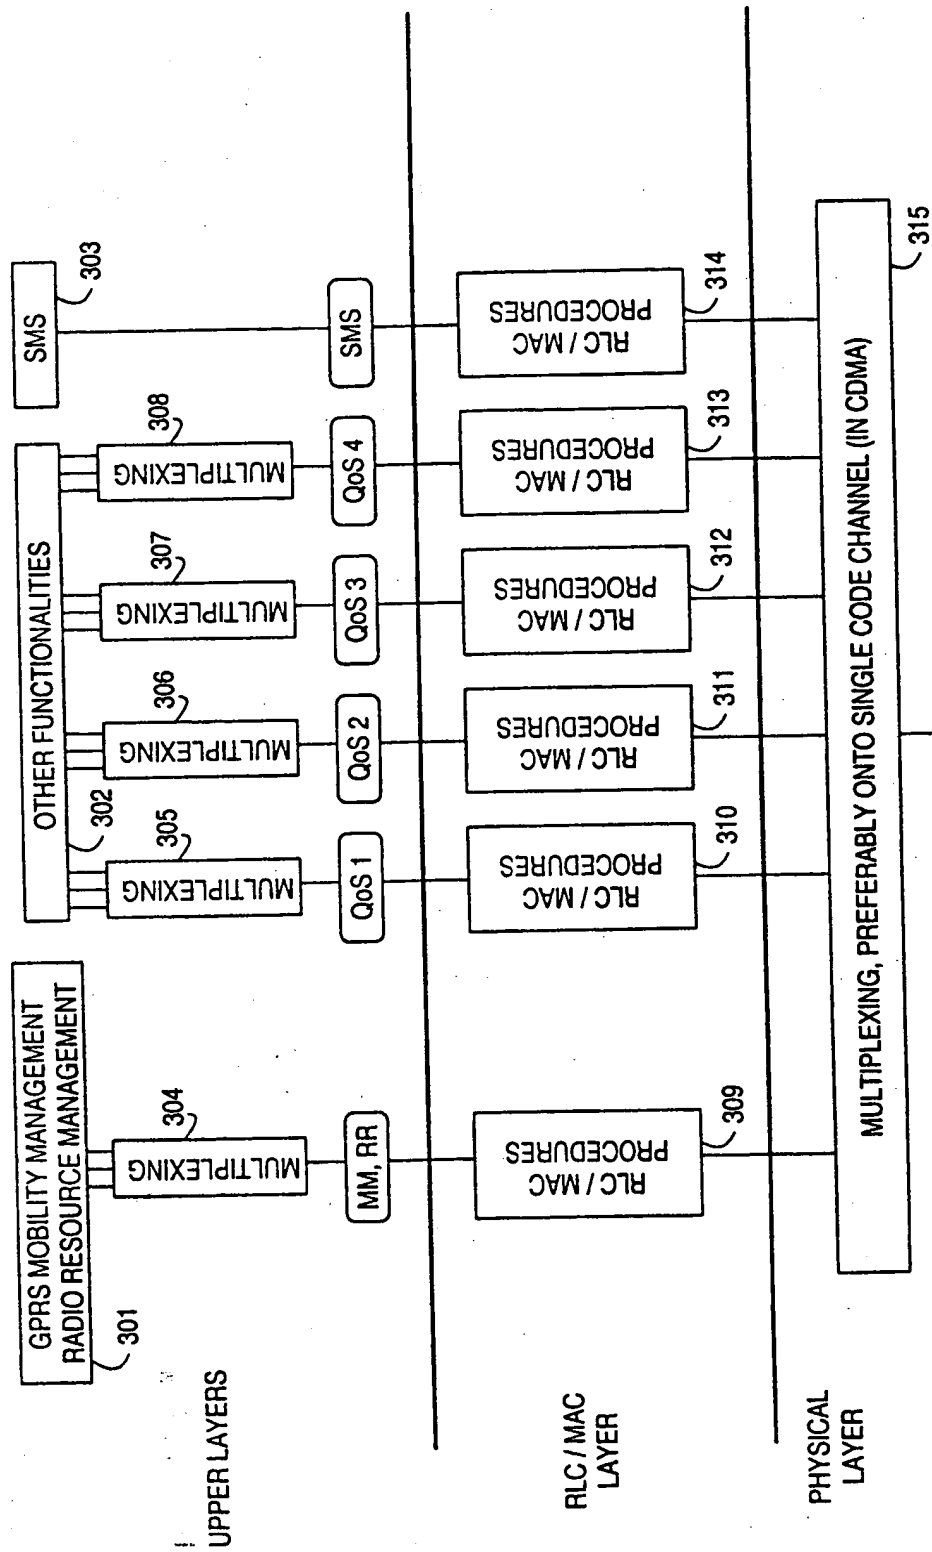 GPRS MOBILITY MANAGEMENT
RADIO RESOURCE MANAGEMENT
301
OTHER FUNCTIONALITIES
302
SMS
303
UPPER LAYERS
MULTIPLEXING
304
MULTIPLEXING
305
MULTIPLEXING
306
MULTIPLEXING
307
MULTIPLEXING
308
MM, RR
QoS 1
QoS 2
QoS 3
QoS 4
SMS
RLC / MAC
LAYER
RLC / MAC
PROCEDURES
309
RLC / MAC
PROCEDURES
310
RLC / MAC
PROCEDURES
311
RLC / MAC
PROCEDURES
312
RLC / MAC
PROCEDURES
313
RLC / MAC
PROCEDURES
314
PHYSICAL
LAYER
MULTIPLEXING, PREFERABLY ONTO SINGLE CODE CHANNEL (IN CDMA)
315